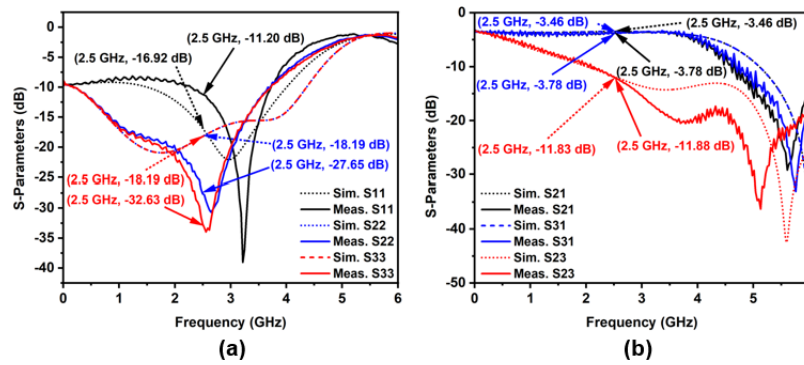 0
-5
-10
-15
-20
-25
-30
-35
-40
S-Parameters (dB)
(2.5 GHz, -11.20 dB)
(2.5 GHz, -16.92 dB)
(2.5 GHz, -18.19 dB)
(2.5 GHz, -27.65 dB)
(2.5 GHz, -18.19 dB)
(2.5 GHz, -32.63 dB)
Sim. S11
Meas. S11
Sim. S22
Meas. S22
Sim. S33
Meas. S33
0 1 2 3 4 5 6
Frequency (GHz)
(a)
0
-10
-20
-30
-40
-50
(dB)
(2.5 GHz, -3.46 dB)
(2.5 GHz, -3.46 dB)
(2.5 GHz, -3.78 dB)
(2.5 GHz, -3.78 dB)
(2.5 GHz, -11.83 dB)
(2.5 GHz, -11.88 dB)
Sim. S21
Meas. S21
Sim. S31
Meas. S31
Sim. S23
Meas. S23
0 2 4
Frequency (GHz)
(b)